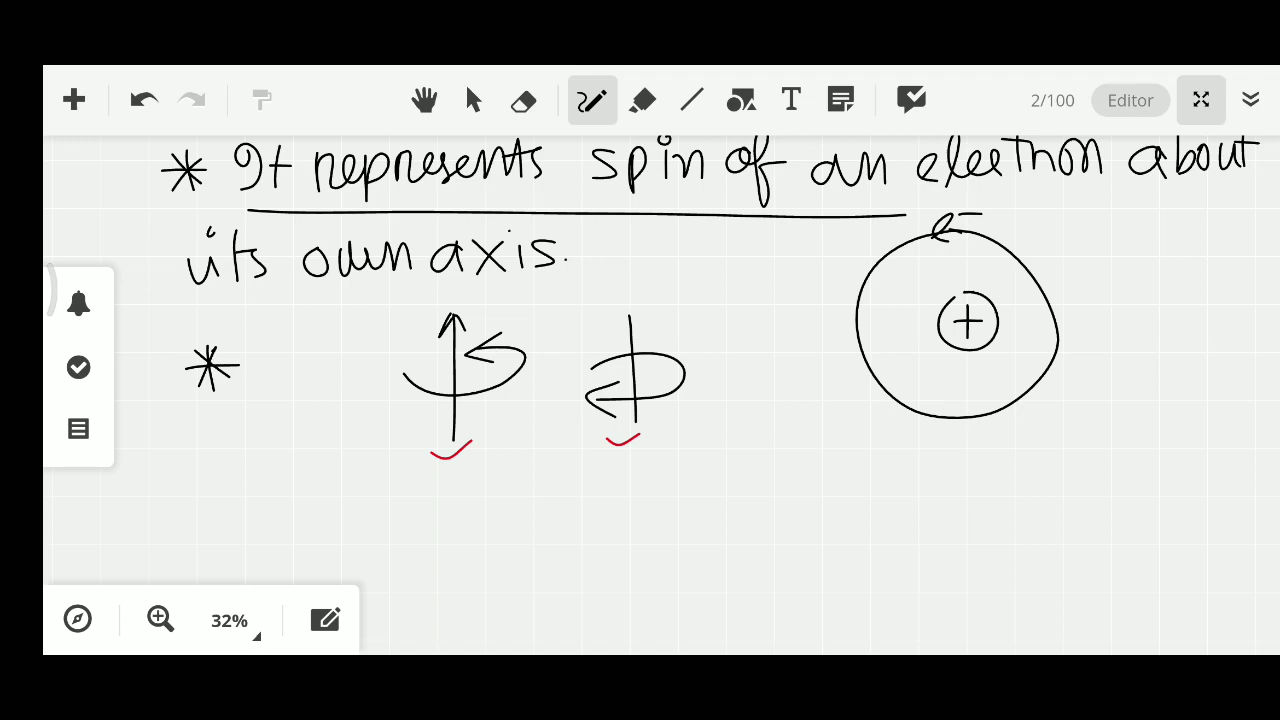 2/100 Editor
* It represents spin of an electron about
its own axis.
e-
+
*
32%